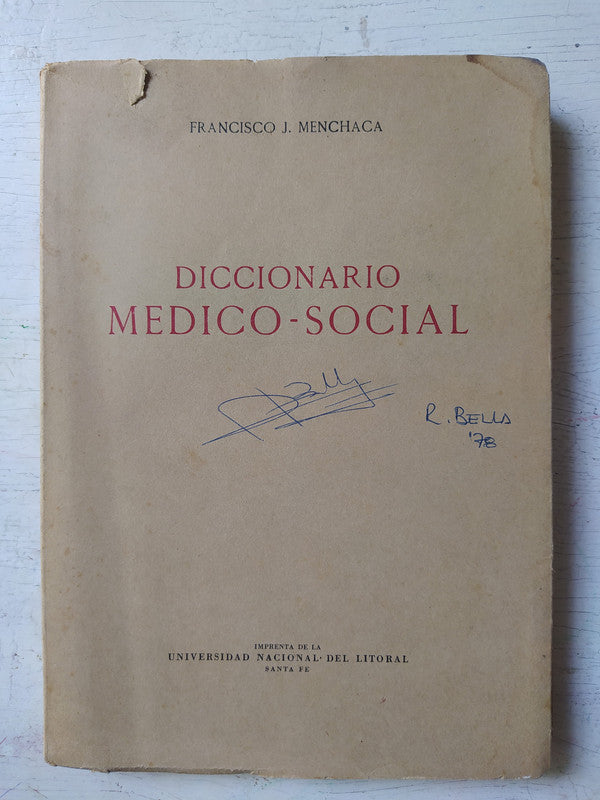 FRANCISCO J. MENCHACA
DICCIONARIO
MEDICO-SOCIAL
R. BELLS
'78
IMPRENTA DE LA
UNIVERSIDAD NACIONAL DEL LITORAL
SANTA FE